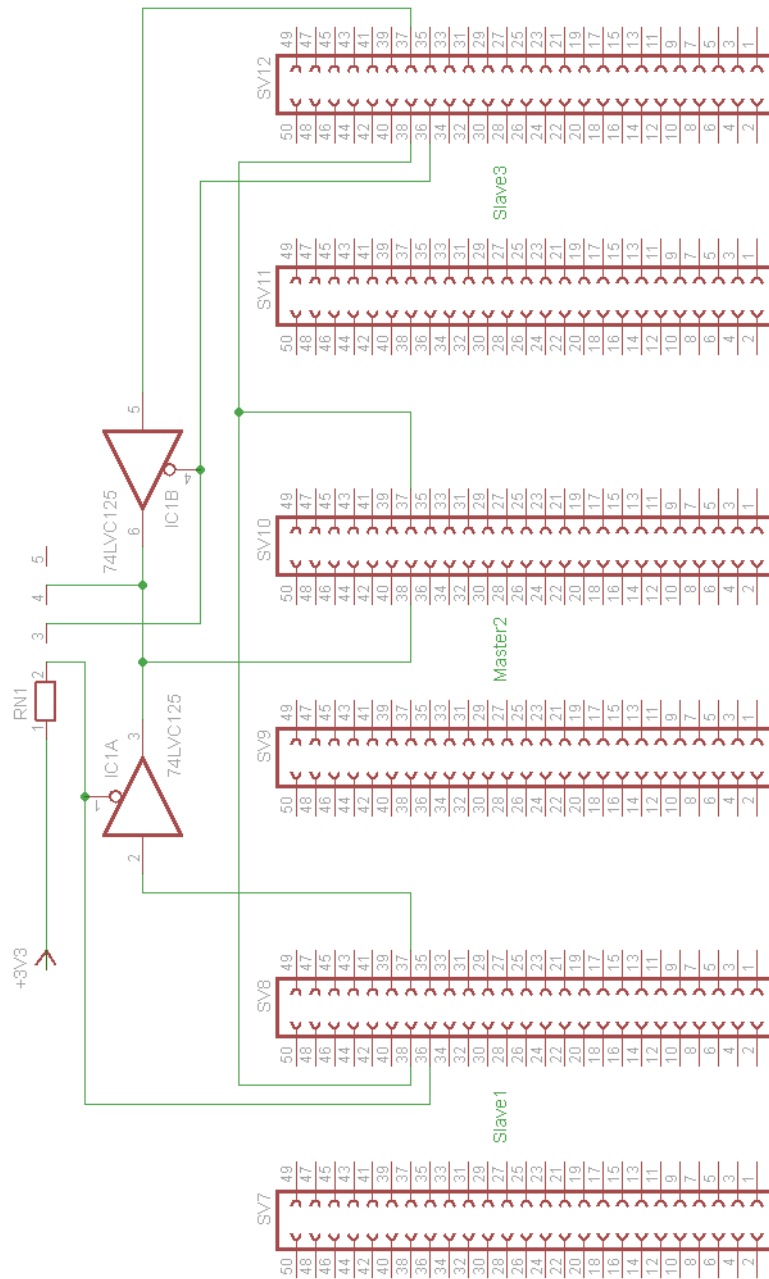 +3V3
RN1
1 2 3 4 5
IC1A
1
74LVC125
2 3 6 5
74LVC125
IC1B
4
SV7 SV8 SV9 SV10 SV11 SV12
50 49 50 49 50 49 50 49 50 49 50 49
48 47 48 47 48 47 48 47 48 47 48 47
46 45 46 45 46 45 46 45 46 45 46 45
44 43 44 43 44 43 44 43 44 43 44 43
42 41 42 41 42 41 42 41 42 41 42 41
40 39 40 39 40 39 40 39 40 39 40 39
38 37 38 37 38 37 38 37 38 37 38 37
36 35 36 35 36 35 36 35 36 35 36 35
34 33 34 33 34 33 34 33 34 33 34 33
32 31 32 31 32 31 32 31 32 31 32 31
30 29 30 29 30 29 30 29 30 29 30 29
28 27 Slave1 28 27 28 27 Master2 28 27 28 27 Slave3 28 27
26 25 26 25 26 25 26 25 26 25 26 25
24 23 24 23 24 23 24 23 24 23 24 23
22 21 22 21 22 21 22 21 22 21 22 21
20 19 20 19 20 19 20 19 20 19 20 19
18 17 18 17 18 17 18 17 18 17 18 17
16 15 16 15 16 15 16 15 16 15 16 15
14 13 14 13 14 13 14 13 14 13 14 13
12 11 12 11 12 11 12 11 12 11 12 11
10 9 10 9 10 9 10 9 10 9 10 9
8 7 8 7 8 7 8 7 8 7 8 7
6 5 6 5 6 5 6 5 6 5 6 5
4 3 4 3 4 3 4 3 4 3 4 3
2 1 2 1 2 1 2 1 2 1 2 1